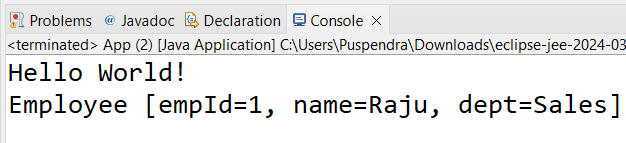 Problems Javadoc Declaration Console
<terminated> App (2) [Java Application] C:\Users\Puspendra\Downloads\eclipse-jee-2024-03
Hello World!
Employee [empId=1, name=Raju, dept=Sales]